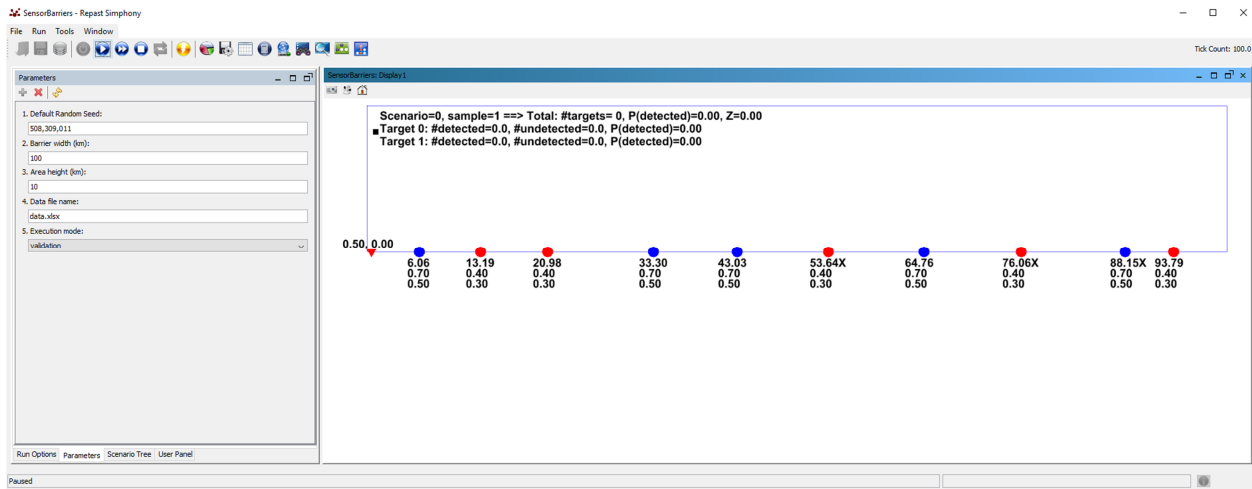 SensorBarriers - Repast Simphony
File Run Tools Window
Tick Count: 100.0
Parameters
1. Default Random Seed:
508,309,011
2. Barrier width (km):
100
3. Area height (km):
10
4. Data file name:
data.xlsx
5. Execution mode:
validation
Run Options Parameters Scenario Tree User Panel
SensorBarriers: Display1
Scenario=0, sample=1 ==> Total: #targets= 0, P(detected)=0.00, Z=0.00
Target 0: #detected=0.0, #undetected=0.0, P(detected)=0.00
Target 1: #detected=0.0, #undetected=0.0, P(detected)=0.00
0.50, 0.00
6.06 13.19 20.98 33.30 43.03 53.64X 64.76 76.06X 88.15X 93.79
0.70 0.40 0.40 0.70 0.70 0.40 0.70 0.40 0.70 0.40
0.50 0.30 0.30 0.50 0.50 0.30 0.50 0.30 0.50 0.30
Paused